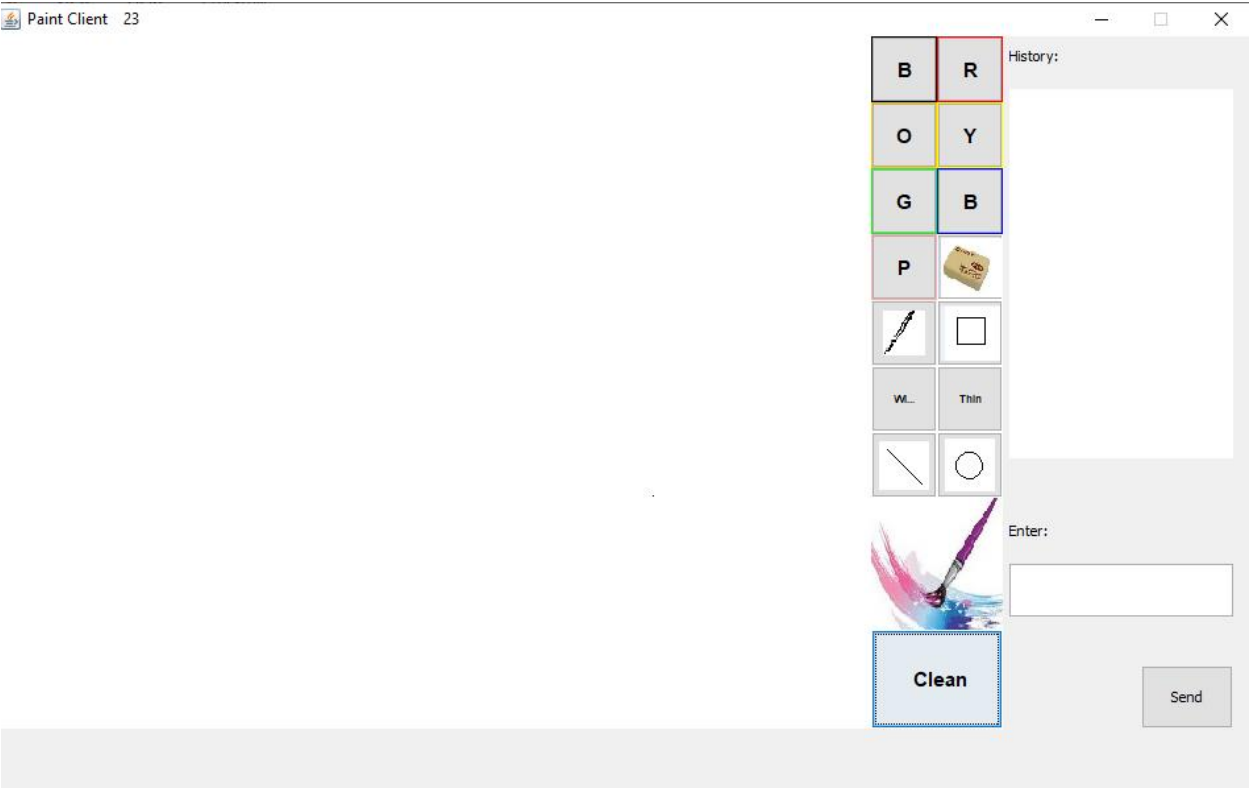 Paint Client 23
B R
History:
O Y
G B
P
Wi... Thin
Enter:
Clean
Send